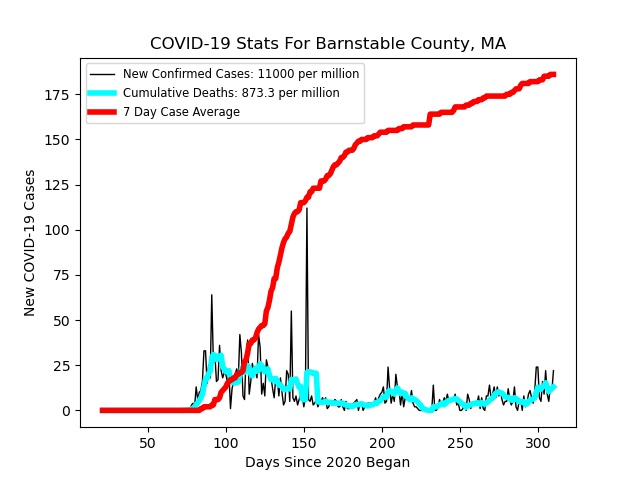 COVID-19 Stats For Barnstable County, MA
New Confirmed Cases: 11000 per million
Cumulative Deaths: 873.3 per million
7 Day Case Average
175
150
125
100
75
50
25
0
New COVID-19 Cases
50 100 150 200 250 300
Days Since 2020 Began